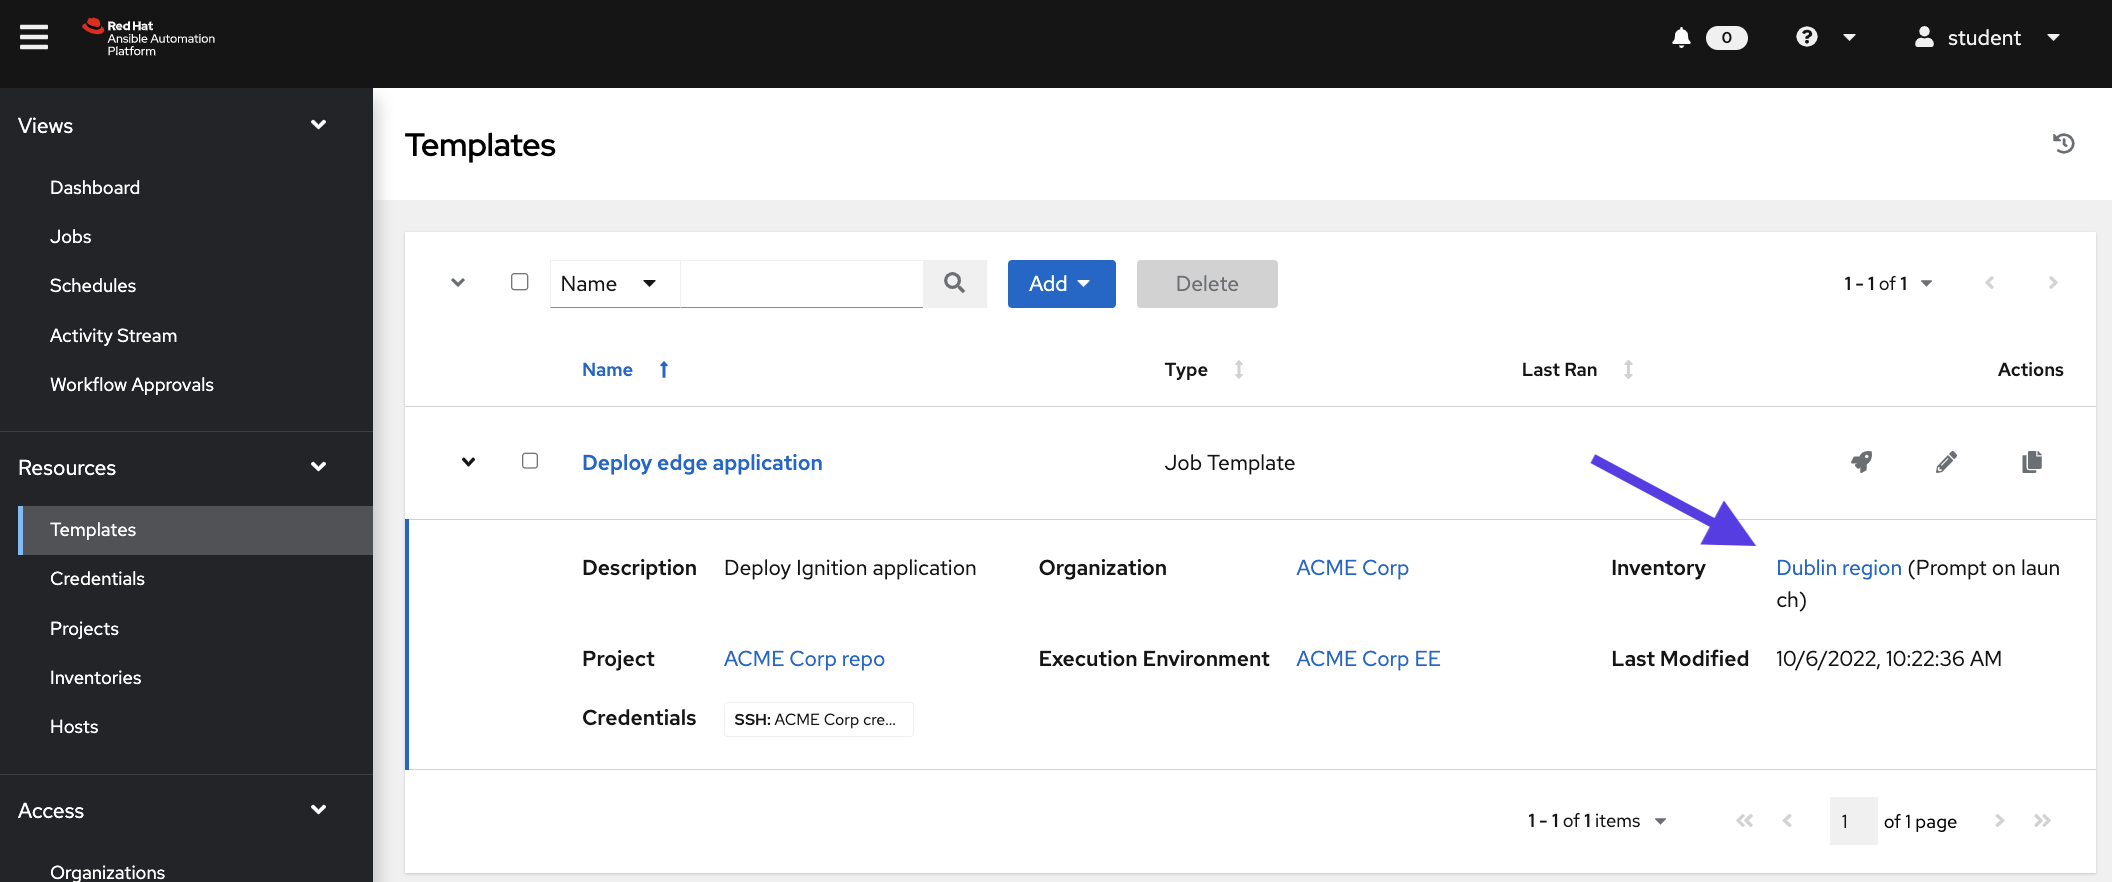 Red Hat
Ansible Automation
Platform
0
student
Views
Dashboard
Jobs
Schedules
Activity Stream
Workflow Approvals
Resources
Templates
Credentials
Projects
Inventories
Hosts
Access
Organizations
Templates
Name
Add
Delete
1 - 1 of 1
Name Type Last Ran Actions
Deploy edge application Job Template
Description Deploy Ignition application Organization ACME Corp Inventory Dublin region (Prompt on laun
ch)
Project ACME Corp repo Execution Environment ACME Corp EE Last Modified 10/6/2022, 10:22:36 AM
Credentials SSH: ACME Corp cre...
1 - 1 of 1 items 1 of 1 page